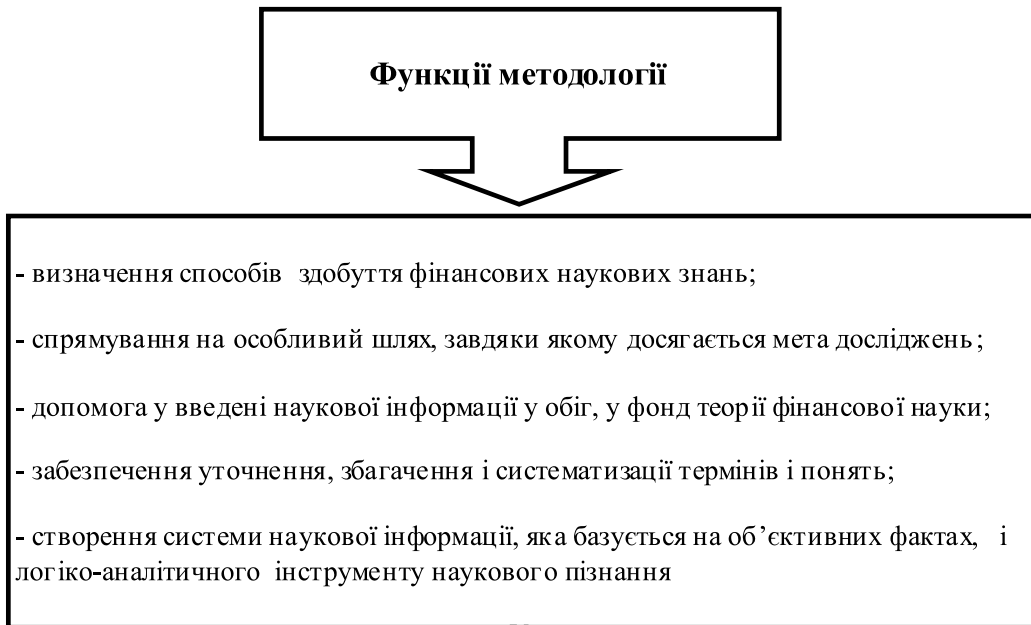 Функції методології
- визначення способів здобуття фінансових наукових знань;
- спрямування на особливий шлях, завдяки якому досягається мета досліджень;
- допомога у введені наукової інформації у обіг, у фонд теорії фінансової науки;
- забезпечення уточнення, збагачення і систематизації термінів і понять;
- створення системи наукової інформації, яка базується на об’єктивних фактах, і
логіко-аналітичного інструменту наукового пізнання